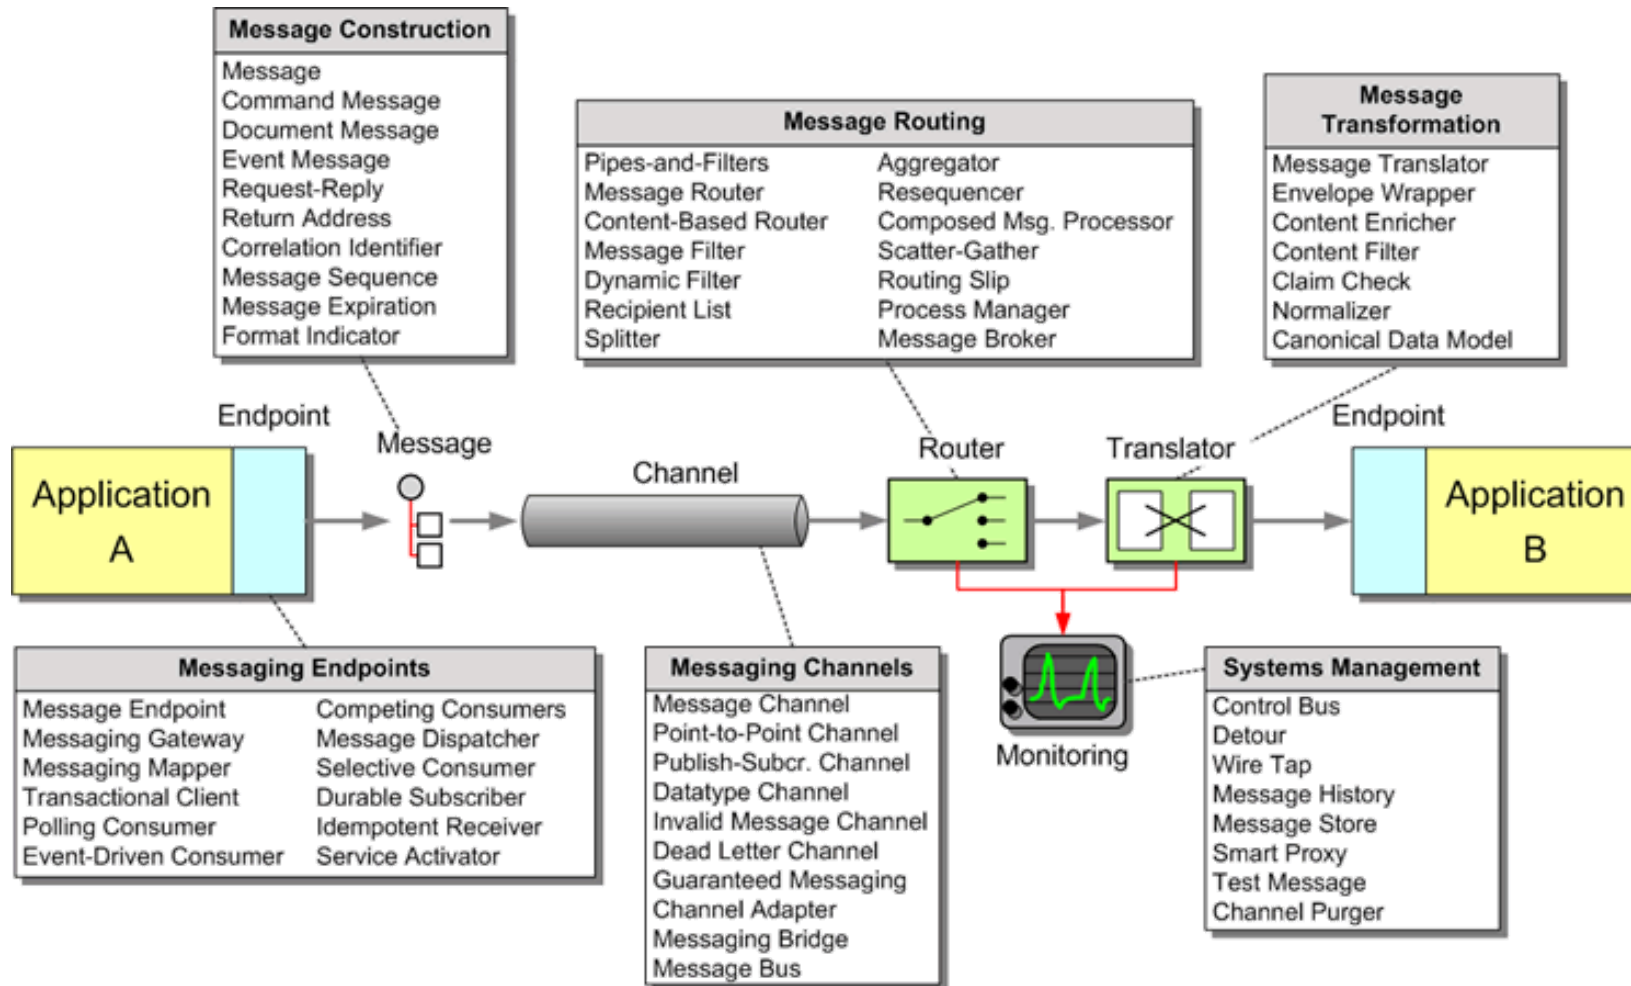 Message Construction
Message
Command Message
Document Message
Event Message
Request-Reply
Return Address
Correlation Identifier
Message Sequence
Message Expiration
Format Indicator
Message Routing
Pipes-and-Filters
Message Router
Content-Based Router
Message Filter
Dynamic Filter
Recipient List
Splitter
Aggregator
Resequencer
Composed Msg. Processor
Scatter-Gather
Routing Slip
Process Manager
Message Broker
Message
Transformation
Message Translator
Envelope Wrapper
Content Enricher
Content Filter
Claim Check
Normalizer
Canonical Data Model
Endpoint
Application
A
Message
Channel
Router
Translator
Endpoint
Application
B
Messaging Endpoints
Message Endpoint
Messaging Gateway
Messaging Mapper
Transactional Client
Polling Consumer
Event-Driven Consumer
Competing Consumers
Message Dispatcher
Selective Consumer
Durable Subscriber
Idempotent Receiver
Service Activator
Messaging Channels
Message Channel
Point-to-Point Channel
Publish-Subcr. Channel
Datatype Channel
Invalid Message Channel
Dead Letter Channel
Guaranteed Messaging
Channel Adapter
Messaging Bridge
Message Bus
Monitoring
Systems Management
Control Bus
Detour
Wire Tap
Message History
Message Store
Smart Proxy
Test Message
Channel Purger